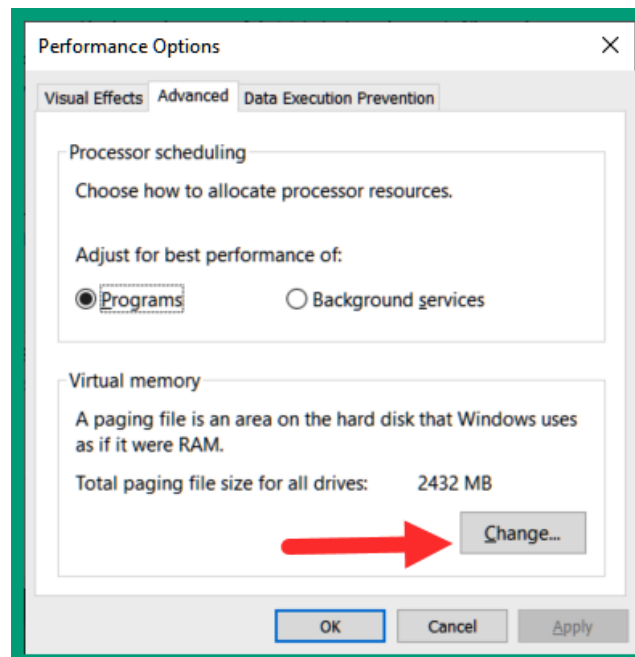 Performance Options
Visual Effects Advanced Data Execution Prevention
Processor scheduling
Choose how to allocate processor resources.
Adjust for best performance of:
Programs Background services
Virtual memory
A paging file is an area on the hard disk that Windows uses
as if it were RAM.
Total paging file size for all drives: 2432 MB
Change...
OK Cancel Apply